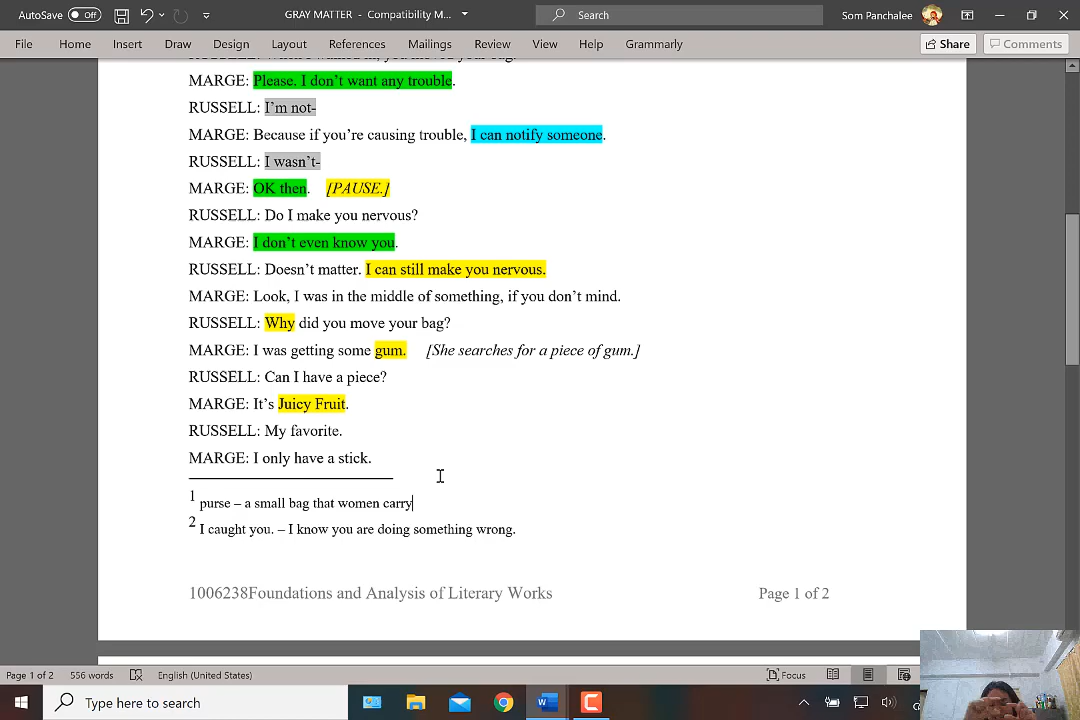 AutoSave Off GRAY MATTER - Compatibility M... Search Som Panchalee
File Home Insert Draw Design Layout References Mailings Review View Help Grammarly Share Comments
MARGE: Please. I don't want any trouble.
RUSSELL: I'm not-
MARGE: Because if you're causing trouble, I can notify someone.
RUSSELL: I wasn't-
MARGE: OK then. [PAUSE.]
RUSSELL: Do I make you nervous?
MARGE: I don't even know you.
RUSSELL: Doesn't matter. I can still make you nervous.
MARGE: Look, I was in the middle of something, if you don't mind.
RUSSELL: Why did you move your bag?
MARGE: I was getting some gum. [She searches for a piece of gum.]
RUSSELL: Can I have a piece?
MARGE: It's Juicy Fruit.
RUSSELL: My favorite.
MARGE: I only have a stick.
1 purse – a small bag that women carry
2 I caught you. – I know you are doing something wrong.
1006238Foundations and Analysis of Literary Works Page 1 of 2
Page 1 of 2 556 words English (United States) Focus
Type here to search